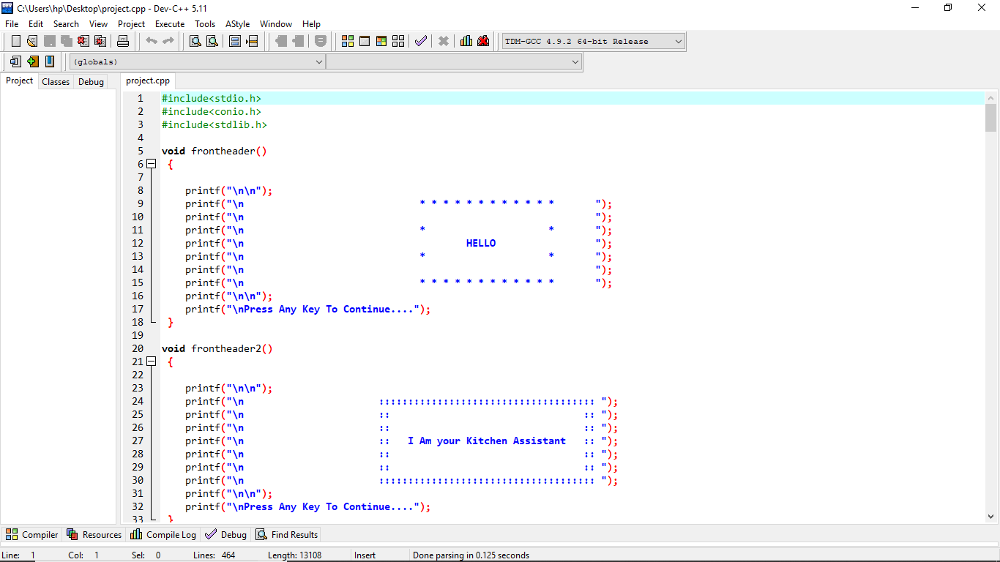 C:\Users\hp\Desktop\project.cpp - Dev-C++ 5.11
File Edit Search View Project Execute Tools AStyle Window Help
TDM-GCC 4.9.2 64-bit Release
(globals)
Project Classes Debug project.cpp
1 #include<stdio.h>
2 #include<conio.h>
3 #include<stdlib.h>
4
5 void frontheader()
6 {
7
8 printf("\n\n");
9 printf("\n                              * * * * * * * * * * * *       ");
10 printf("\n                                                            ");
11 printf("\n                              *                     *       ");
12 printf("\n                                      HELLO                 ");
13 printf("\n                              *                     *       ");
14 printf("\n                                                            ");
15 printf("\n                              * * * * * * * * * * * *       ");
16 printf("\n\n");
17 printf("\nPress Any Key To Continue....");
18 }
19
20 void frontheader2()
21 {
22
23 printf("\n\n");
24 printf("\n                       ::::::::::::::::::::::::::::::::::::: ");
25 printf("\n                       ::                                 :: ");
26 printf("\n                       ::                                 :: ");
27 printf("\n                       ::   I Am your Kitchen Assistant   :: ");
28 printf("\n                       ::                                 :: ");
29 printf("\n                       ::                                 :: ");
30 printf("\n                       ::::::::::::::::::::::::::::::::::::: ");
31 printf("\n\n");
32 printf("\nPress Any Key To Continue....");
33 }
Compiler Resources Compile Log Debug Find Results
Line: 1 Col: 1 Sel: 0 Lines: 464 Length: 13108 Insert Done parsing in 0.125 seconds